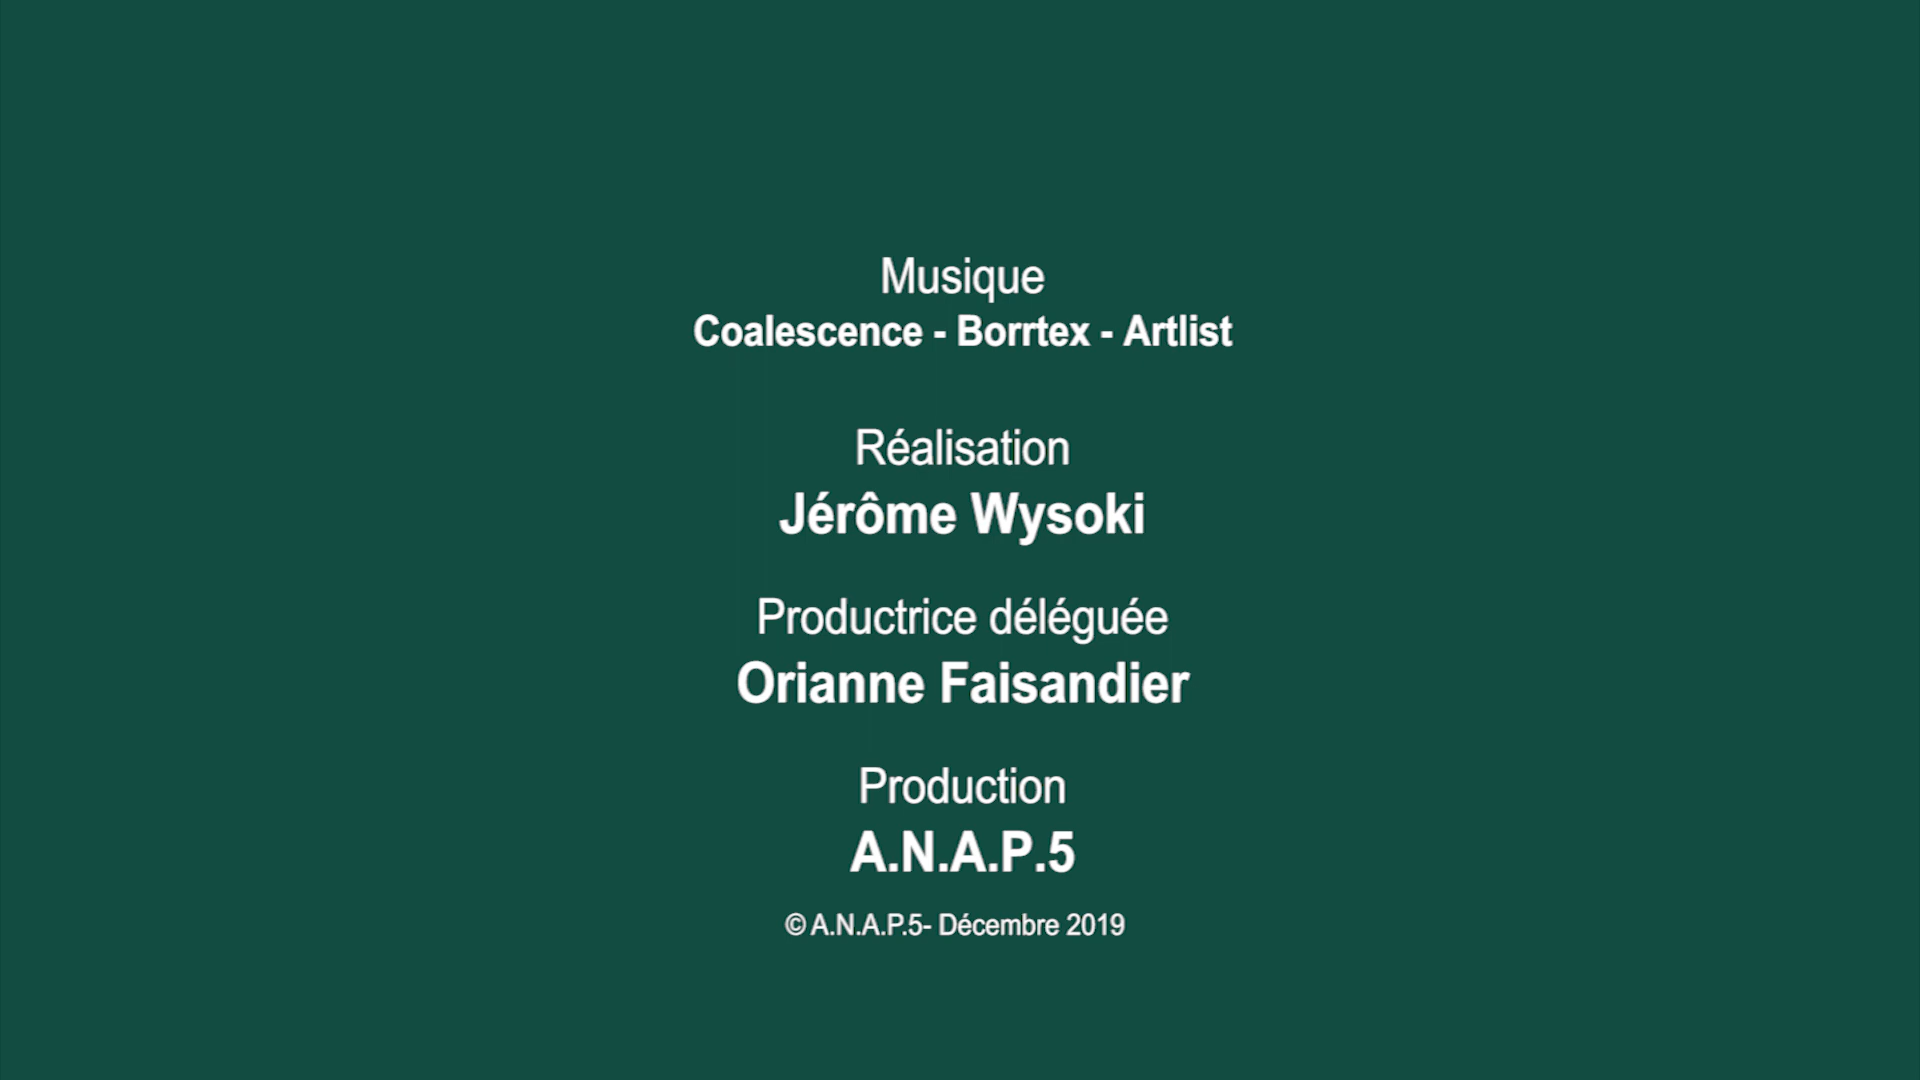 Musique
Coalescence - Borrtex - Artlist
Réalisation
Jérôme Wysoki
Productrice déléguée
Orianne Faisandier
Production
A.N.A.P.5
© A.N.A.P.5- Décembre 2019